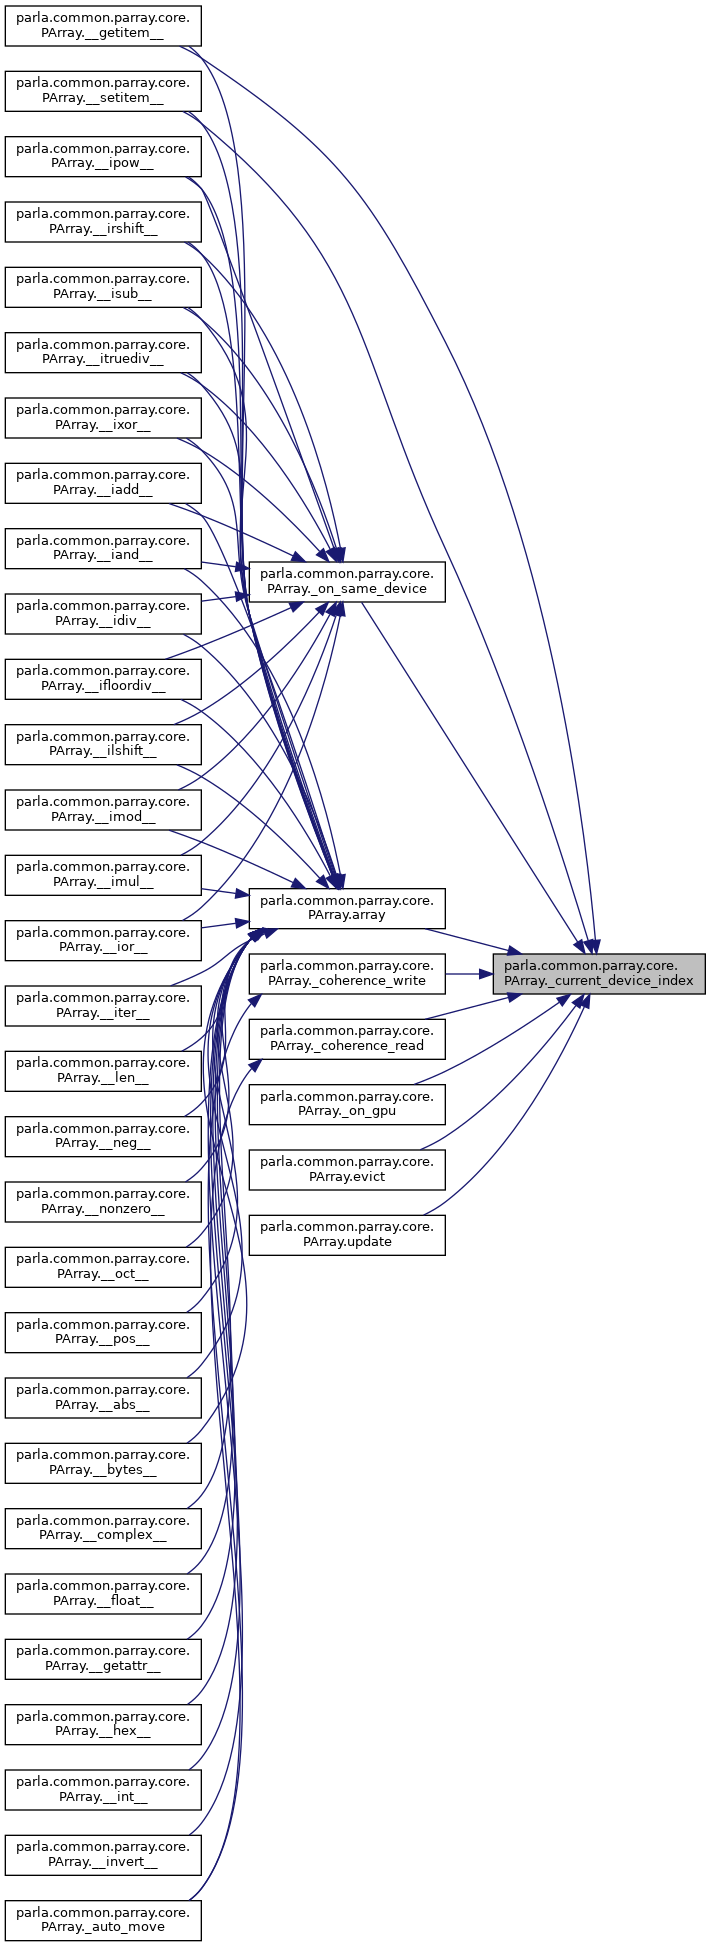 parla.common.parray.core.
PArray.__getitem__
parla.common.parray.core.
PArray.__setitem__
parla.common.parray.core.
PArray.__ipow__
parla.common.parray.core.
PArray.__irshift__
parla.common.parray.core.
PArray.__isub__
parla.common.parray.core.
PArray.__itruediv__
parla.common.parray.core.
PArray.__ixor__
parla.common.parray.core.
PArray.__iadd__
parla.common.parray.core.
PArray.__iand__
parla.common.parray.core.
PArray.__idiv__
parla.common.parray.core.
PArray.__ifloordiv__
parla.common.parray.core.
PArray.__ilshift__
parla.common.parray.core.
PArray.__imod__
parla.common.parray.core.
PArray.__imul__
parla.common.parray.core.
PArray.__ior__
parla.common.parray.core.
PArray.__iter__
parla.common.parray.core.
PArray.__len__
parla.common.parray.core.
PArray.__neg__
parla.common.parray.core.
PArray.__nonzero__
parla.common.parray.core.
PArray.__oct__
parla.common.parray.core.
PArray.__pos__
parla.common.parray.core.
PArray.__abs__
parla.common.parray.core.
PArray.__bytes__
parla.common.parray.core.
PArray.__complex__
parla.common.parray.core.
PArray.__float__
parla.common.parray.core.
PArray.__getattr__
parla.common.parray.core.
PArray.__hex__
parla.common.parray.core.
PArray.__int__
parla.common.parray.core.
PArray.__invert__
parla.common.parray.core.
PArray._auto_move
parla.common.parray.core.
PArray._on_same_device
parla.common.parray.core.
PArray.array
parla.common.parray.core.
PArray._coherence_write
parla.common.parray.core.
PArray._coherence_read
parla.common.parray.core.
PArray._on_gpu
parla.common.parray.core.
PArray.evict
parla.common.parray.core.
PArray.update
parla.common.parray.core.
PArray._current_device_index